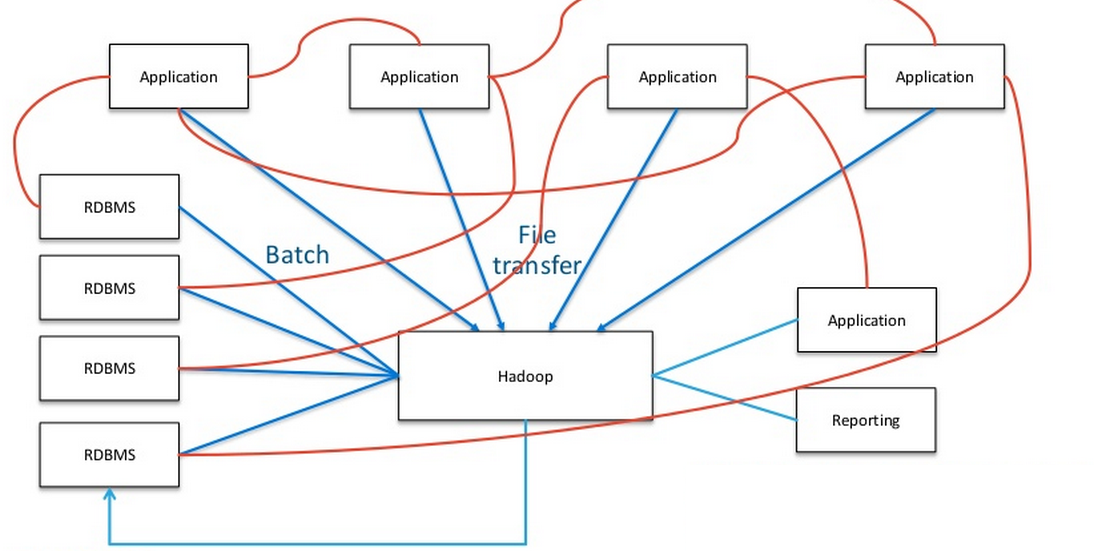 Application
Application
Application
Application
RDBMS
Batch
File
transfer
RDBMS
Application
RDBMS
Hadoop
Reporting
RDBMS